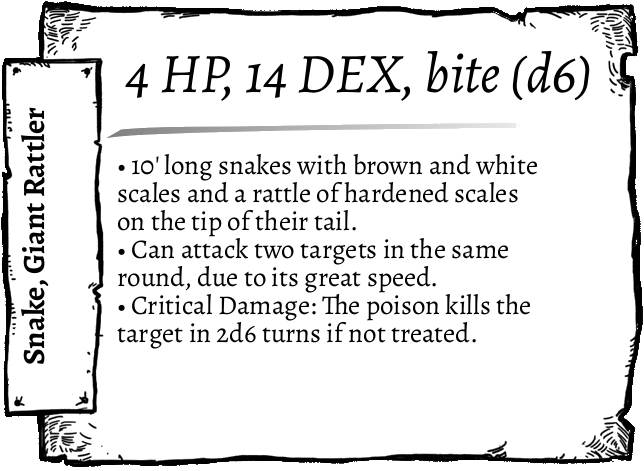 4 HP, 14 DEX, bite (d6)
Snake, Giant Rattler
• 10' long snakes with brown and white
scales and a rattle of hardened scales
on the tip of their tail.
• Can attack two targets in the same
round, due to its great speed.
• Critical Damage: The poison kills the
target in 2d6 turns if not treated.